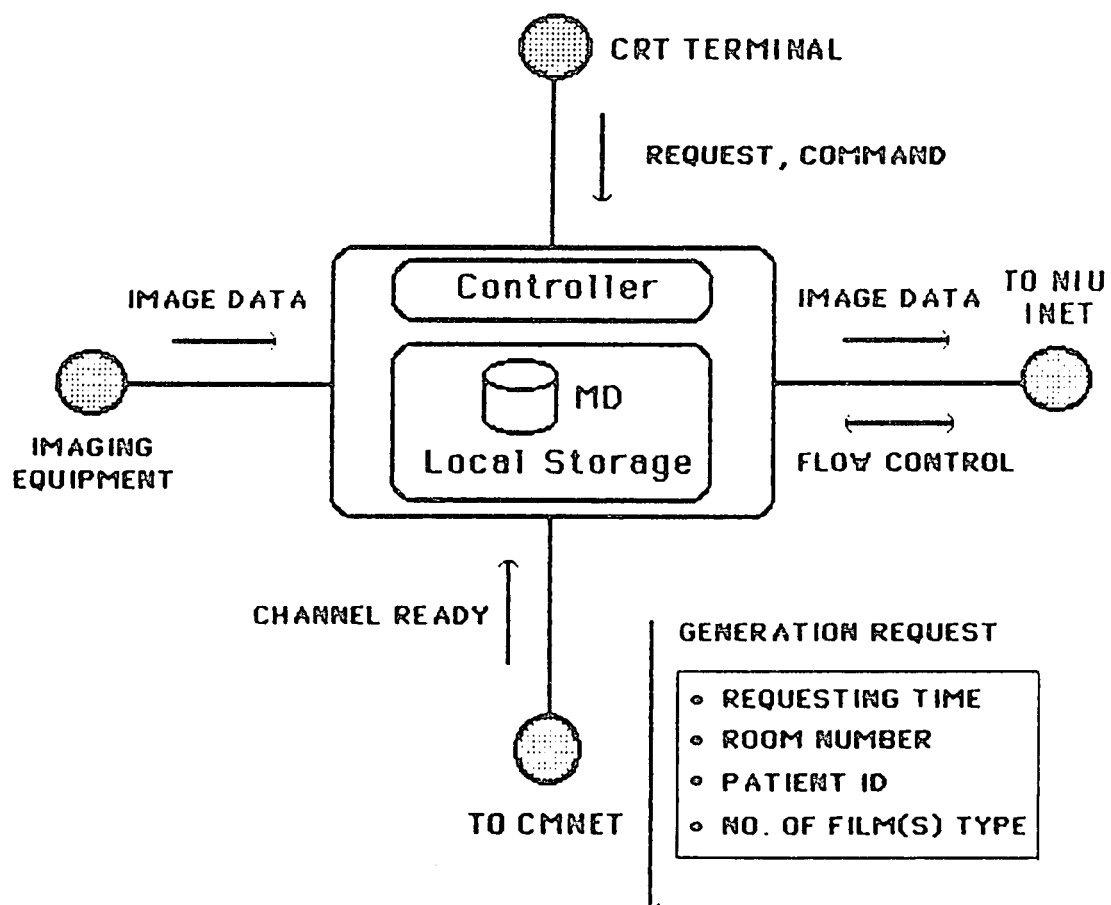 CRT TERMINAL
REQUEST, COMMAND
Controller
IMAGE DATA
IMAGE DATA
TO NIU
INET
MD
Local Storage
IMAGING
EQUIPMENT
FLOW CONTROL
CHANNEL READY
GENERATION REQUEST
• REQUESTING TIME
• ROOM NUMBER
• PATIENT ID
• NO. OF FILM(S) TYPE
TO CMNET